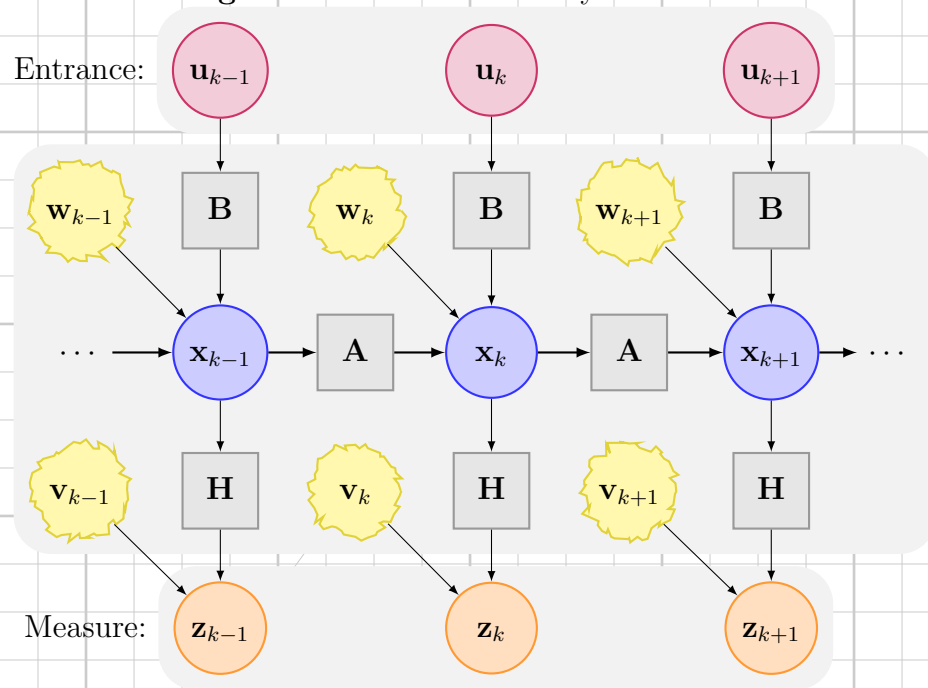 Entrance: u_{k−1} u_k u_{k+1}
w_{k−1} B w_k B w_{k+1} B
··· x_{k−1} A x_k A x_{k+1} ···
v_{k−1} H v_k H v_{k+1} H
Measure: z_{k−1} z_k z_{k+1}